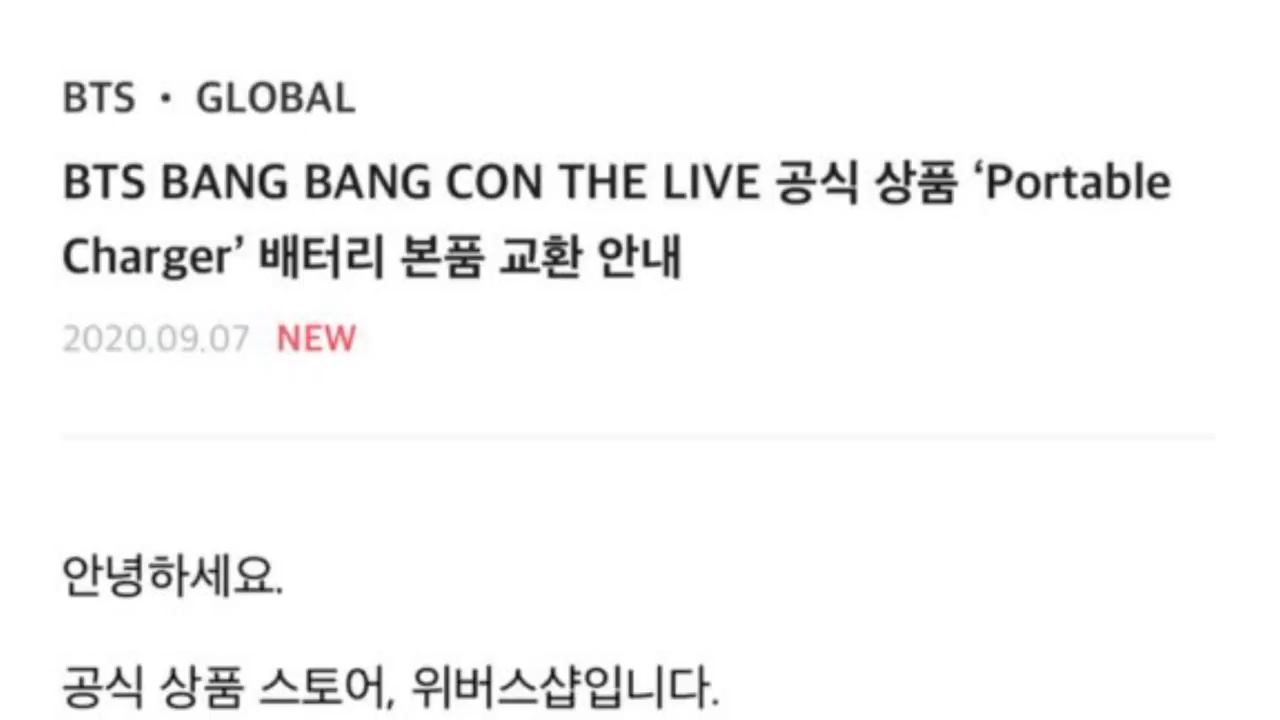 BTS · GLOBAL
BTS BANG BANG CON THE LIVE 공식 상품 ‘Portable
Charger’ 배터리 본품 교환 안내
2020.09.07 NEW
안녕하세요.
공식 상품 스토어, 위버스샵입니다.